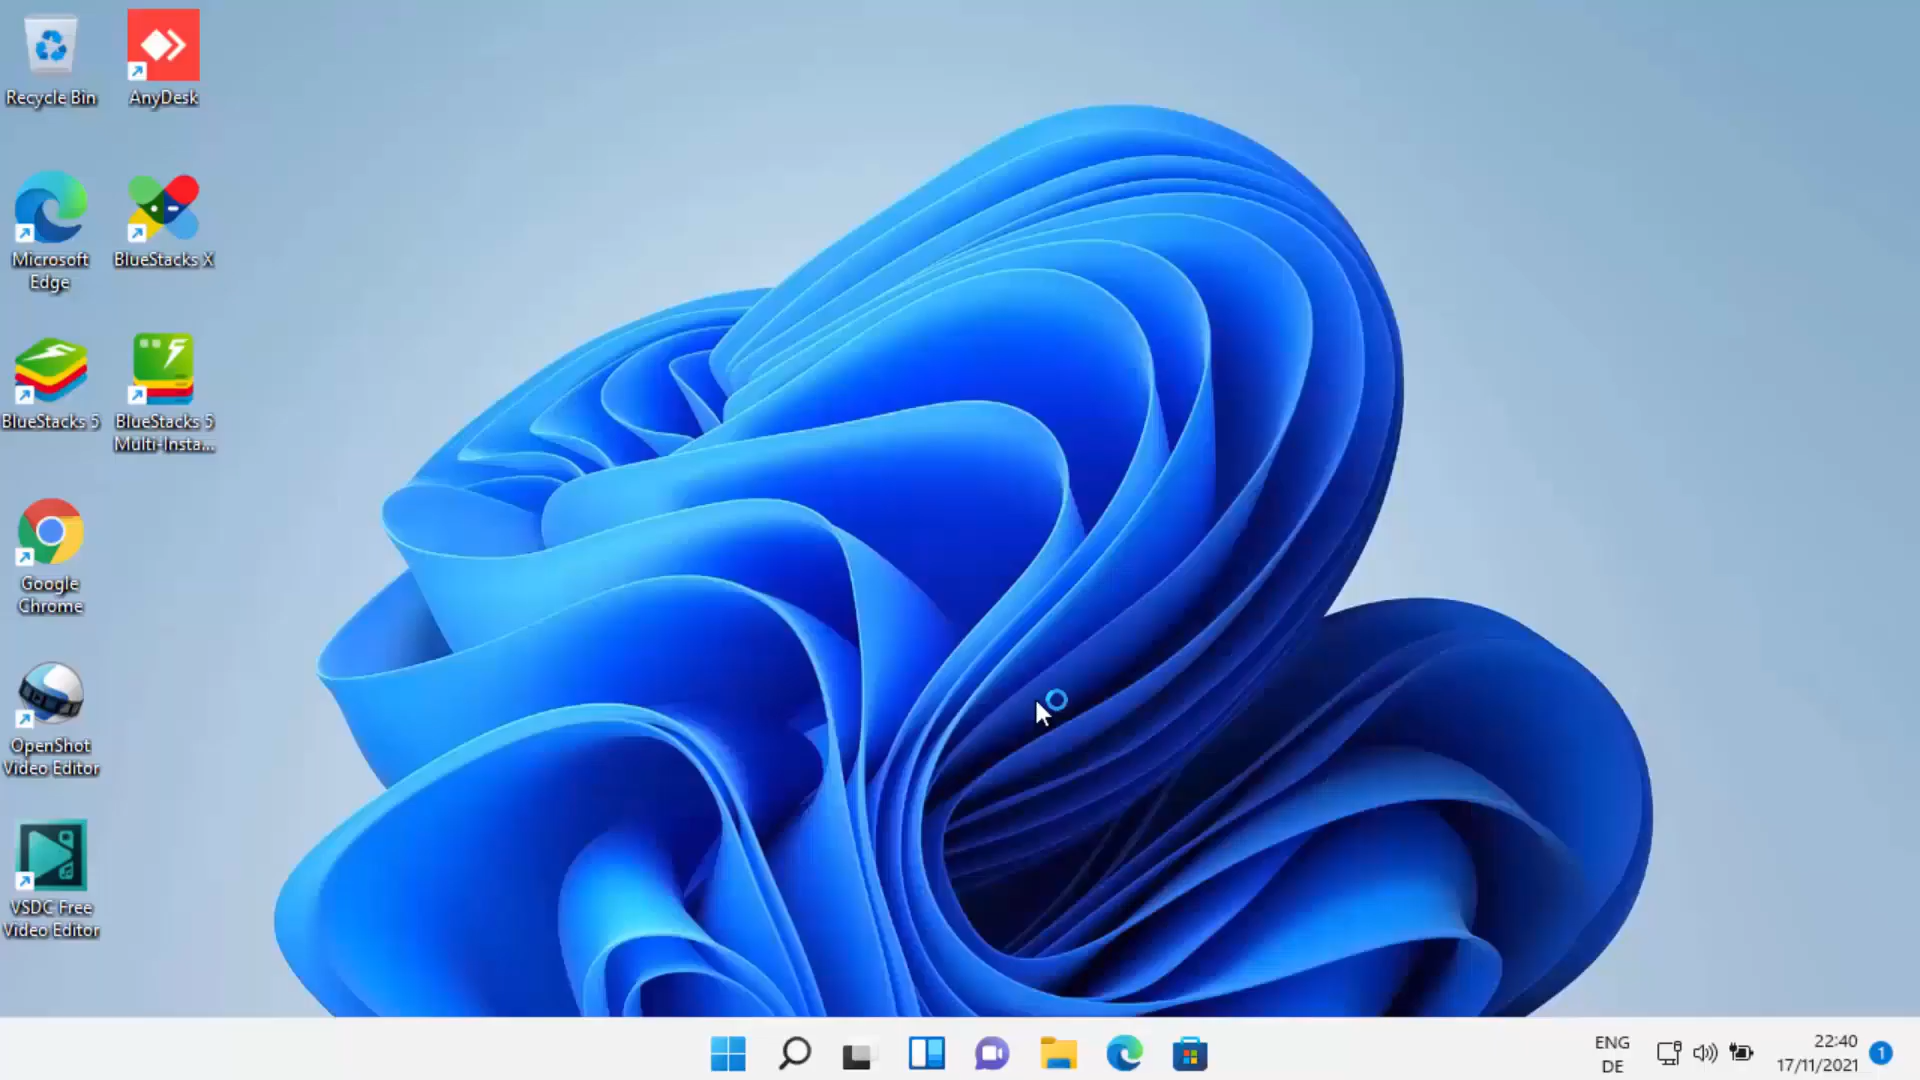 Recycle Bin
AnyDesk
Microsoft
Edge
BlueStacks X
BlueStacks 5
BlueStacks 5
Multi-Insta...
Google
Chrome
OpenShot
Video Editor
VSDC Free
Video Editor
ENG
DE
22:40
17/11/2021
1